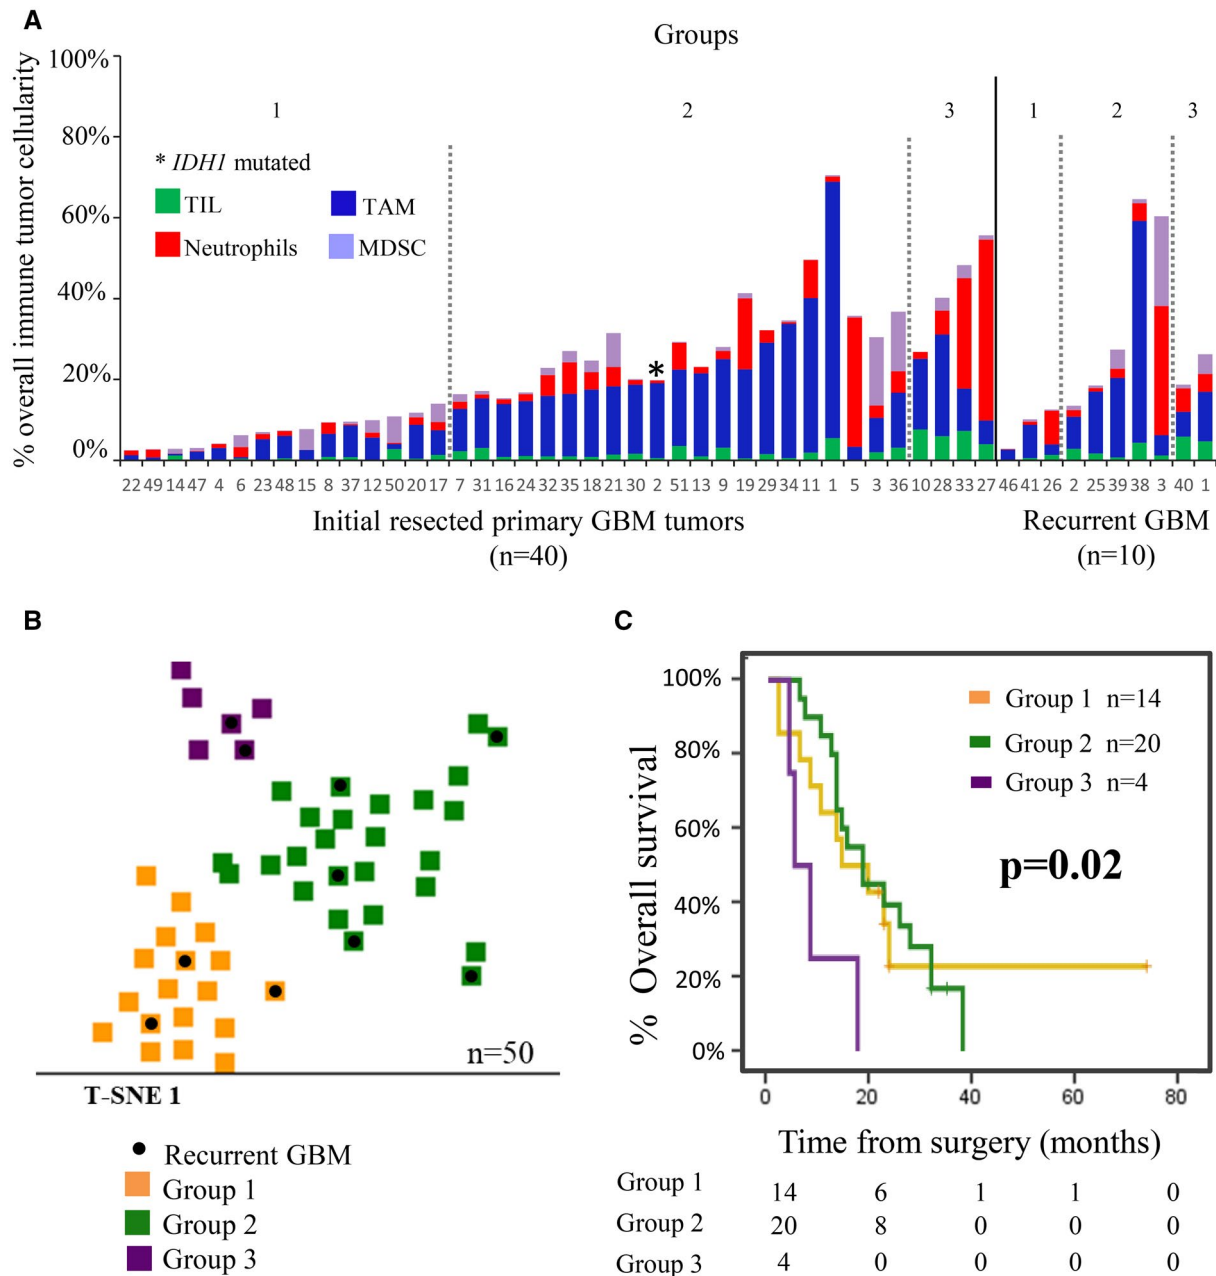 A
Groups
% overall immune tumor cellularity
100%
80%
60%
40%
20%
0%
1
2
3
1
2
3
* IDH1 mutated
TIL
TAM
Neutrophils
MDSC
*
22 49 14 47 4 6 23 48 15 8 37 12 50 20 17 7 31 16 24 32 35 18 21 30 2 51 13 9 19 29 34 11 1 5 3 36 10 28 33 27 46 41 26 2 25 39 38 3 40 1
Initial resected primary GBM tumors
(n=40)
Recurrent GBM
(n=10)
B
n=50
T-SNE 1
Recurrent GBM
Group 1
Group 2
Group 3
C
% Overall survival
100%
80%
60%
40%
20%
0%
Group 1 n=14
Group 2 n=20
Group 3 n=4
p=0.02
0 20 40 60 80
Time from surgery (months)
Group 1 14 6 1 1 0
Group 2 20 8 0 0 0
Group 3 4 0 0 0 0